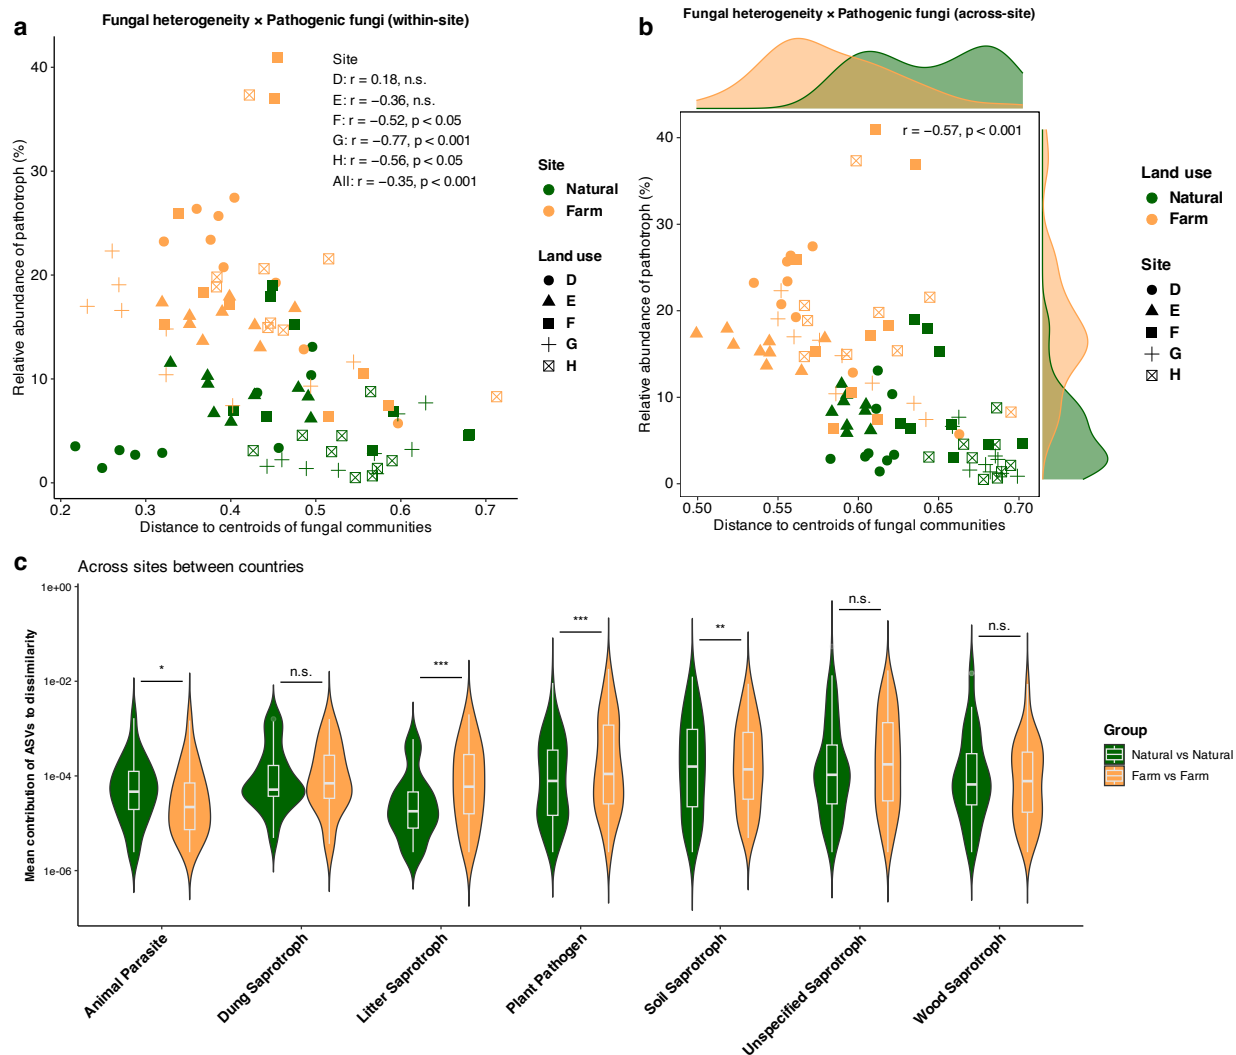 a
Fungal heterogeneity × Pathogenic fungi (within-site)
Relative abundance of pathotroph (%)
40
30
20
10
0
0.2
0.3
0.4
0.5
0.6
0.7
Distance to centroids of fungal communities
Site
D: r = 0.18, n.s.
E: r = −0.36, n.s.
F: r = −0.52, p < 0.05
G: r = −0.77, p < 0.001
H: r = −0.56, p < 0.05
All: r = −0.35, p < 0.001
Site
Natural
Farm
Land use
D
E
F
G
H
b
Fungal heterogeneity × Pathogenic fungi (across-site)
r = −0.57, p < 0.001
Relative abundance of pathotroph (%)
40
30
20
10
0
0.50
0.55
0.60
0.65
0.70
Distance to centroids of fungal communities
Land use
Natural
Farm
Site
D
E
F
G
H
c
Across sites between countries
Mean contribution of ASVs to dissimilarity
1e+00
1e-02
1e-04
1e-06
*
n.s.
***
***
**
n.s.
n.s.
Animal Parasite
Dung Saprotroph
Litter Saprotroph
Plant Pathogen
Soil Saprotroph
Unspecified Saprotroph
Wood Saprotroph
Group
Natural vs Natural
Farm vs Farm